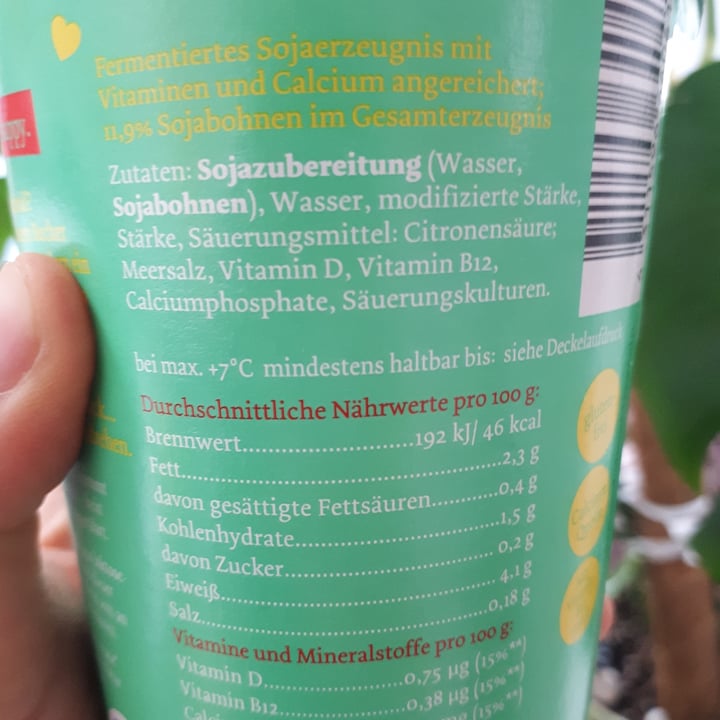 Fermentiertes Sojaerzeugnis mit
Vitaminen und Calcium angereichert;
11,9% Sojabohnen im Gesamterzeugnis
Zutaten: Sojazubereitung (Wasser,
Sojabohnen), Wasser, modifizierte Stärke,
Stärke, Säuerungsmittel: Citronensäure;
Meersalz, Vitamin D, Vitamin B12,
Calciumphosphate, Säuerungskulturen.
bei max. +7°C mindestens haltbar bis: siehe Deckelaufdruck
Durchschnittliche Nährwerte pro 100 g:
Brennwert...................192 kJ/ 46 kcal
Fett...................2,3 g
davon gesättigte Fettsäuren...................0,4 g
Kohlenhydrate...................1,5 g
davon Zucker...................0,2 g
Eiweiß...................4,1 g
Salz...................0,18 g
Vitamine und Mineralstoffe pro 100 g:
Vitamin D...................0,75 µg (15%**)
Vitamin B12...................0,38 µg (15%**)
(15%**)